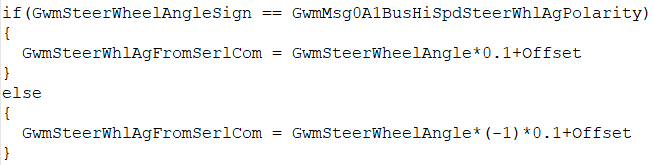 if(GwmSteerWheelAngleSign == GwmMsg0A1BusHiSpdSteerWhlAgPolarity)
{
  GwmSteerWhlAgFromSerlCom = GwmSteerWheelAngle*0.1+Offset
}
else
{
  GwmSteerWhlAgFromSerlCom = GwmSteerWheelAngle*(-1)*0.1+Offset
}